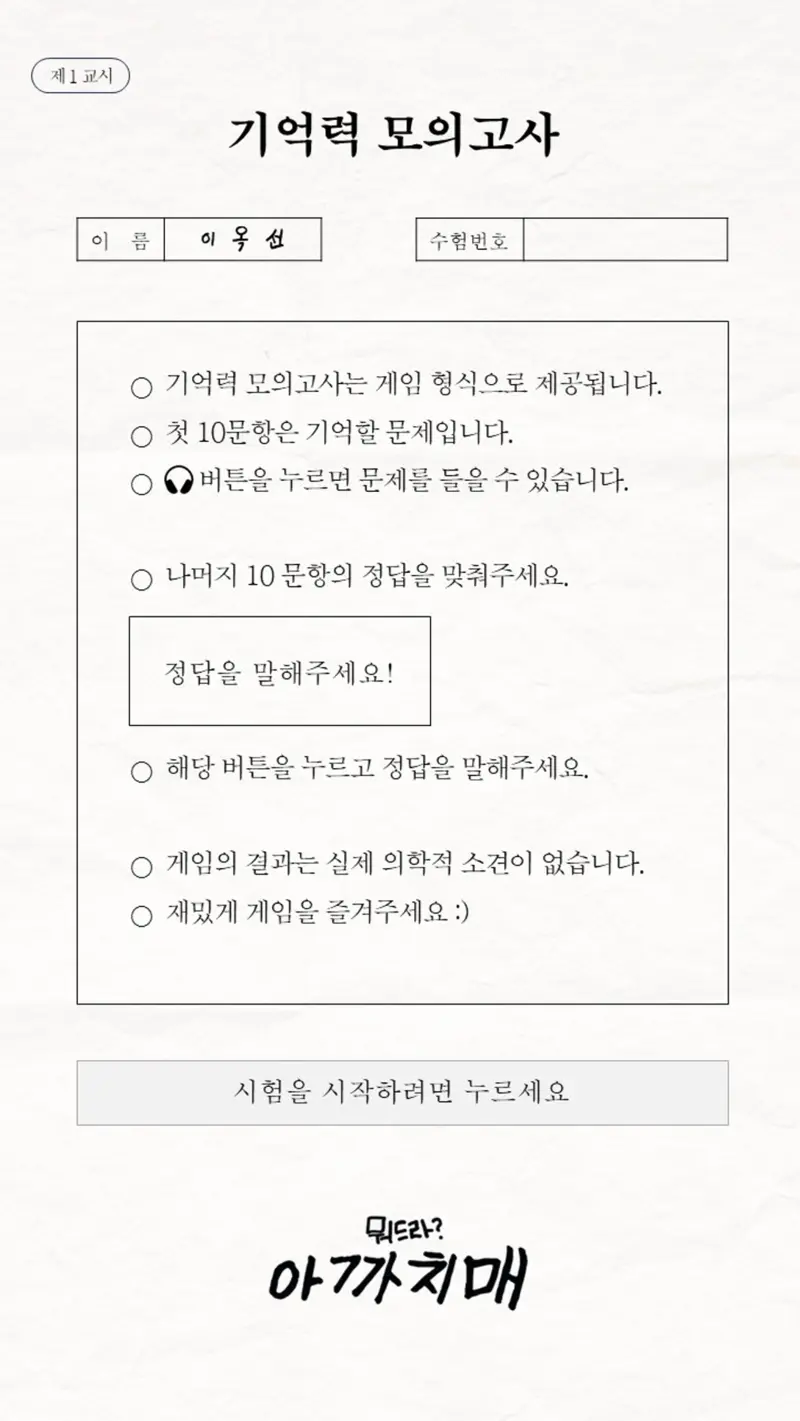 제 1 교시
기억력 모의고사
이 름 이 옥 선 수험번호
○ 기억력 모의고사는 게임 형식으로 제공됩니다.
○ 첫 10문항은 기억할 문제입니다.
○ 🎧 버튼을 누르면 문제를 들을 수 있습니다.
○ 나머지 10 문항의 정답을 맞춰주세요.
정답을 말해주세요!
○ 해당 버튼을 누르고 정답을 말해주세요.
○ 게임의 결과는 실제 의학적 소견이 없습니다.
○ 재밌게 게임을 즐겨주세요 :)
시험을 시작하려면 누르세요
뭐드라?
아까치매